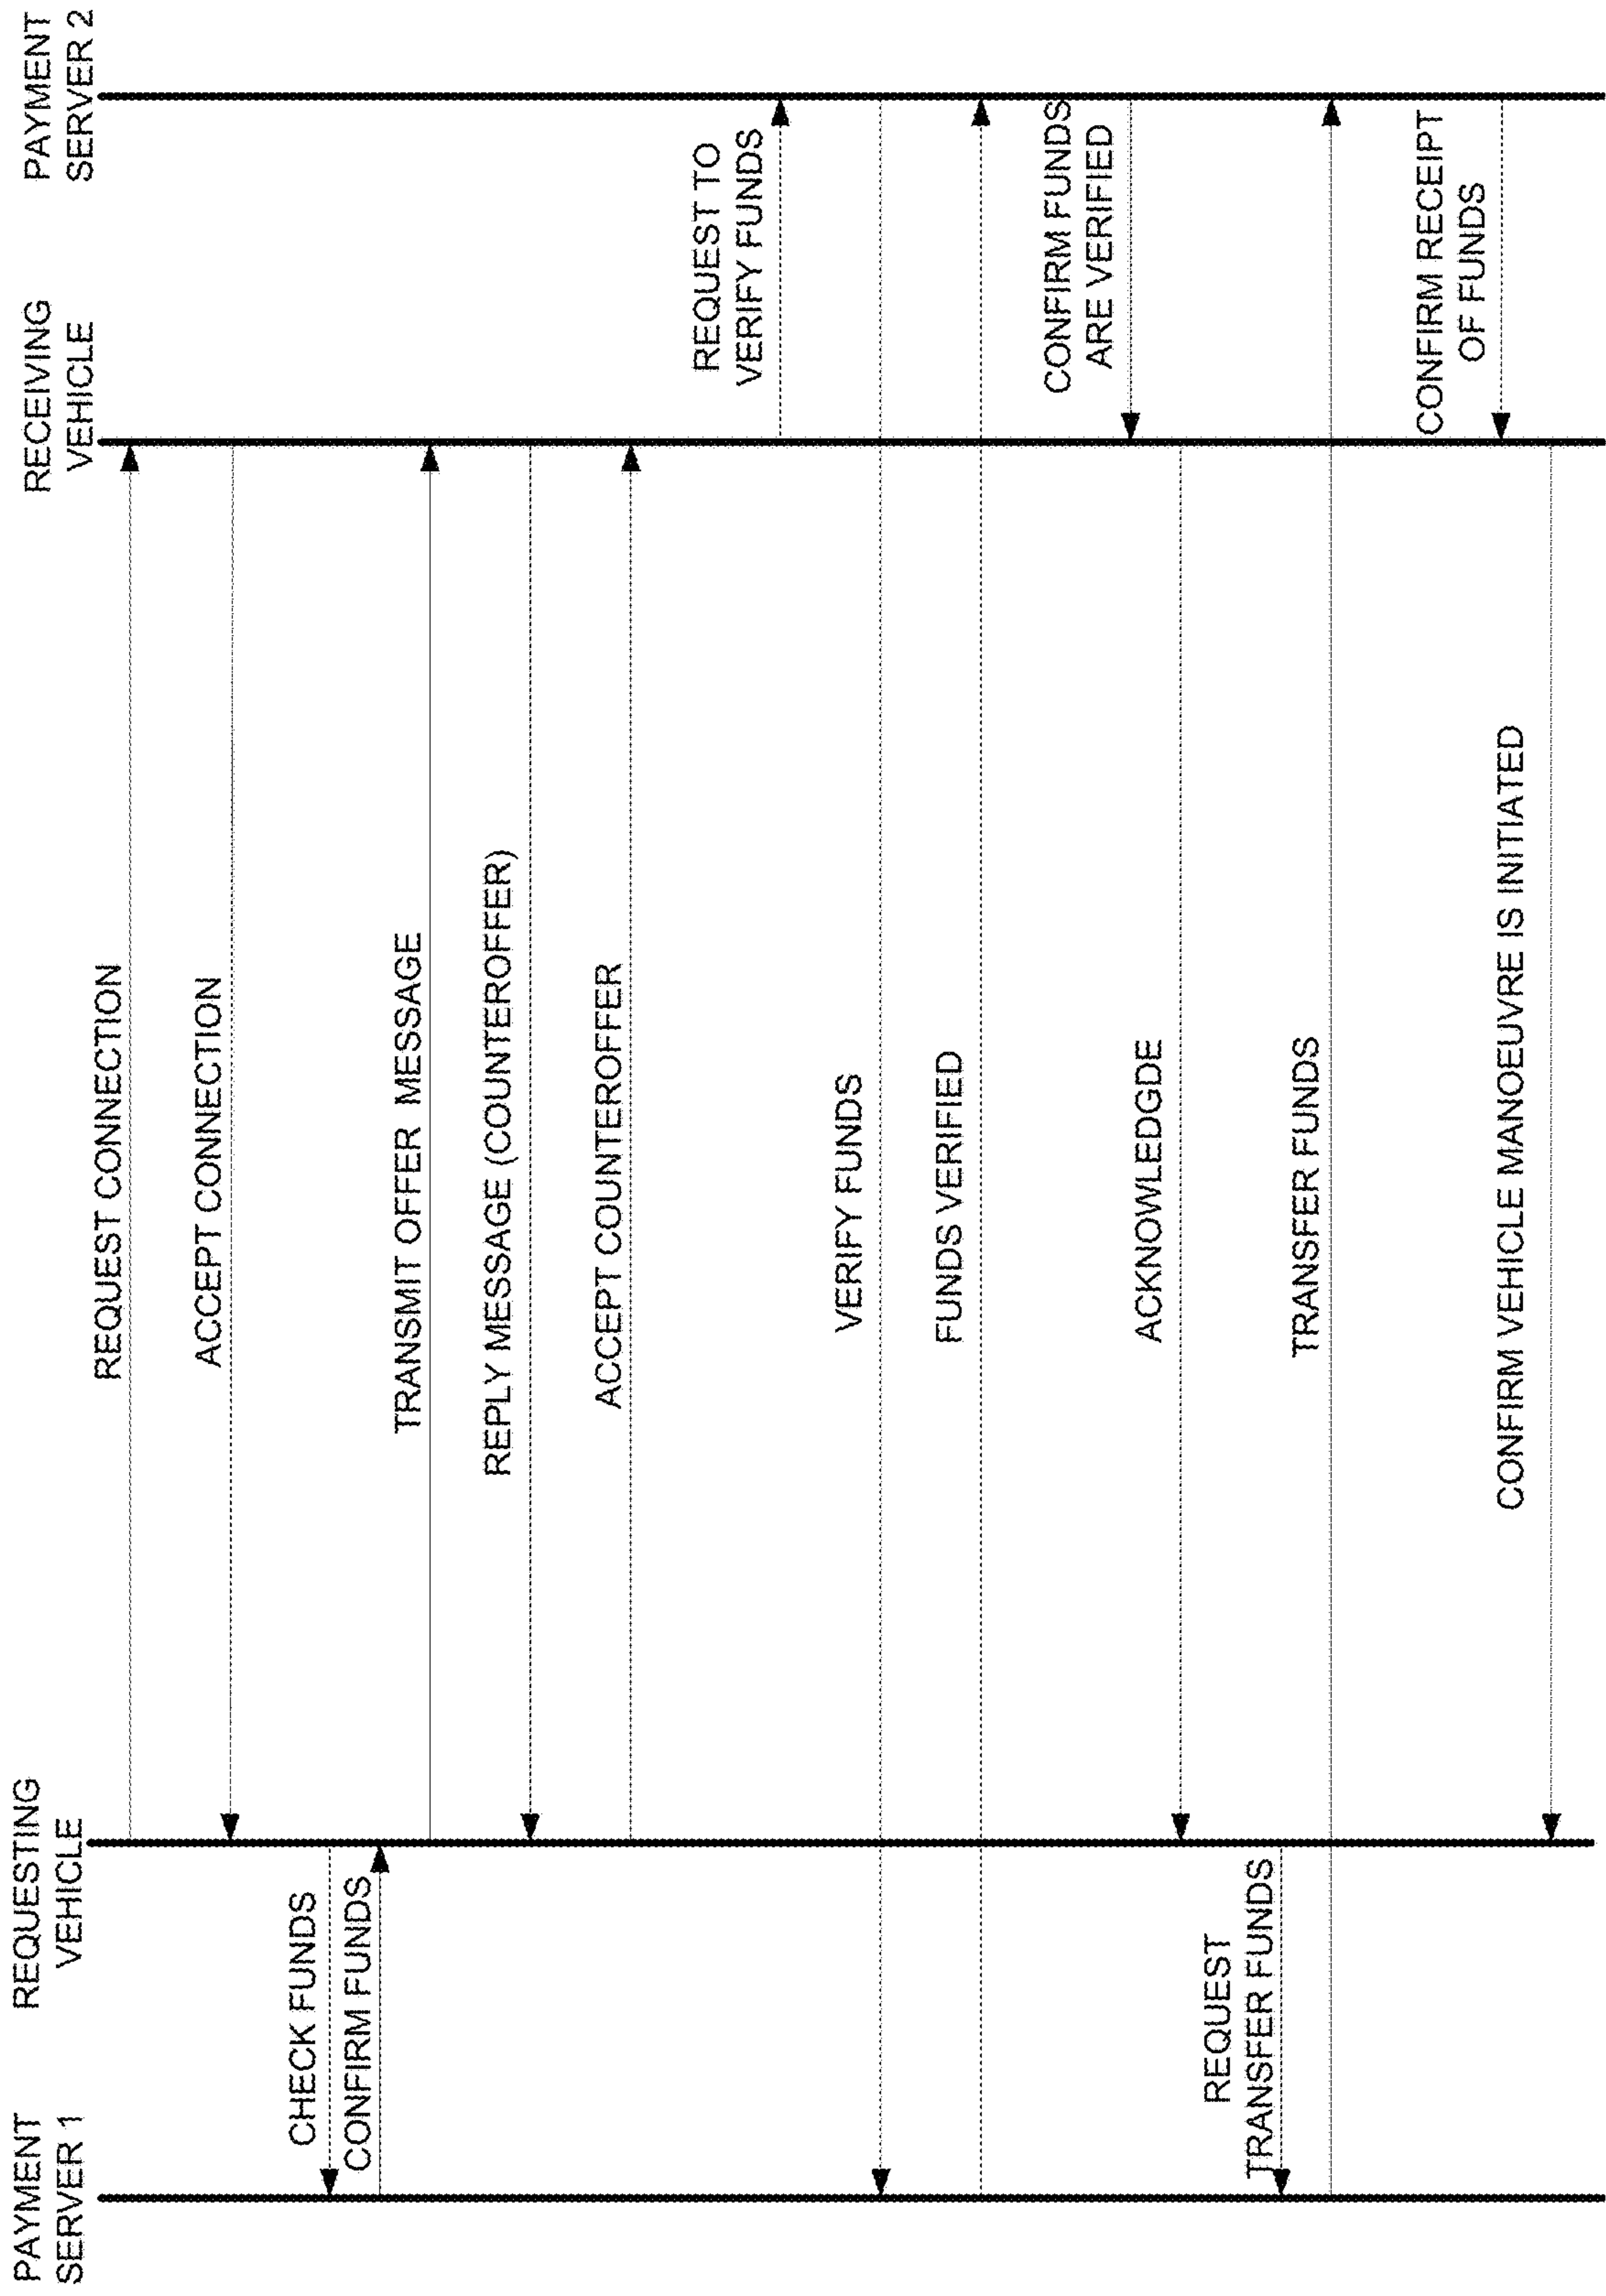 PAYMENT
SERVER 1
REQUESTING
VEHICLE
RECEIVING
VEHICLE
PAYMENT
SERVER 2
REQUEST CONNECTION
ACCEPT CONNECTION
CHECK FUNDS
CONFIRM FUNDS
TRANSMIT OFFER MESSAGE
REPLY MESSAGE (COUNTEROFFER)
ACCEPT COUNTEROFFER
REQUEST TO
VERIFY FUNDS
VERIFY FUNDS
FUNDS VERIFIED
CONFIRM FUNDS
ARE VERIFIED
ACKNOWLEDGDE
REQUEST
TRANSFER FUNDS
TRANSFER FUNDS
CONFIRM RECEIPT
OF FUNDS
CONFIRM VEHICLE MANOEUVRE IS INITIATED